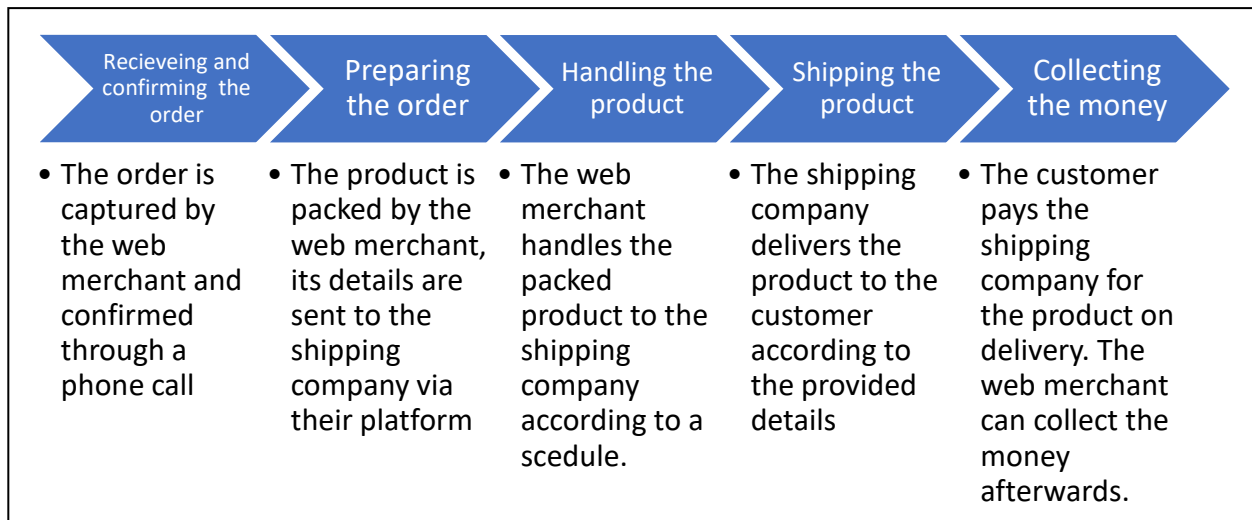 Recieveing and
confirming the
order
Preparing
the order
Handling the
product
Shipping the
product
Collecting
the money
• The order is
captured by
the web
merchant and
confirmed
through a
phone call
• The product is
packed by the
web merchant,
its details are
sent to the
shipping
company via
their platform
• The web
merchant
handles the
packed
product to the
shipping
company
according to a
scedule.
• The shipping
company
delivers the
product to the
customer
according to
the provided
details
• The customer
pays the
shipping
company for
the product on
delivery. The
web merchant
can collect the
money
afterwards.